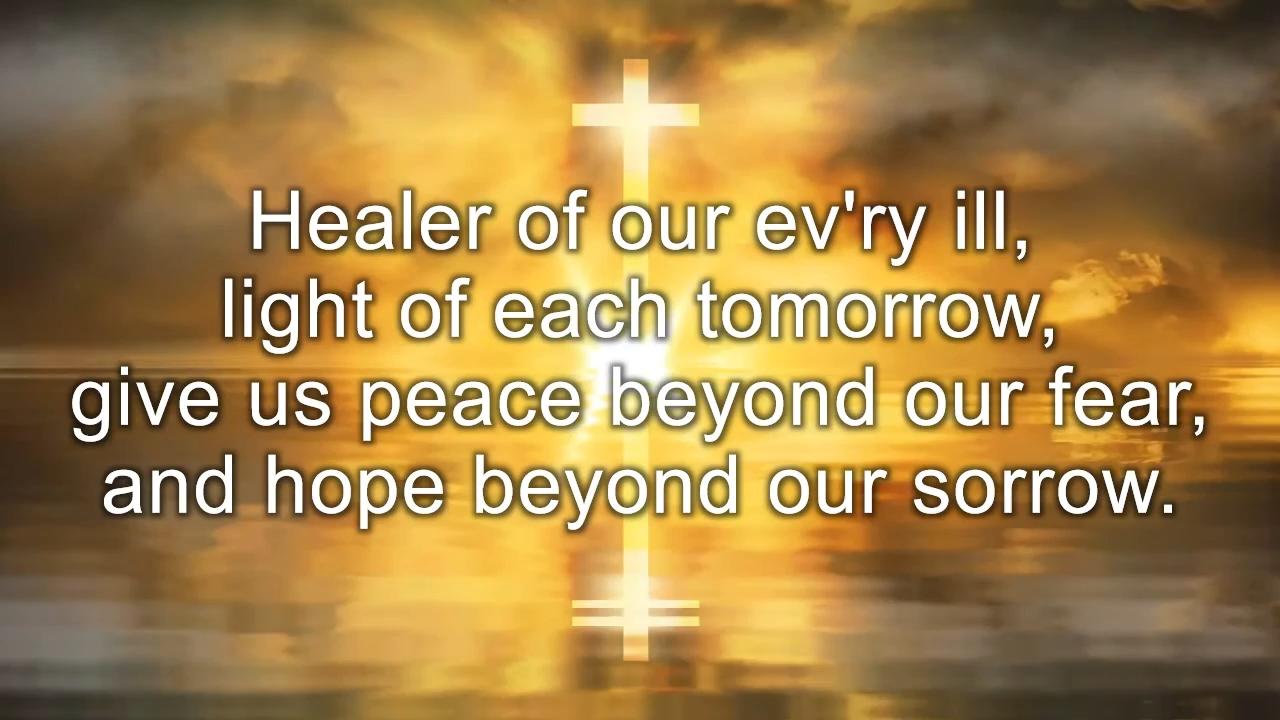 Healer of our ev'ry ill,
light of each tomorrow,
give us peace beyond our fear,
and hope beyond our sorrow.